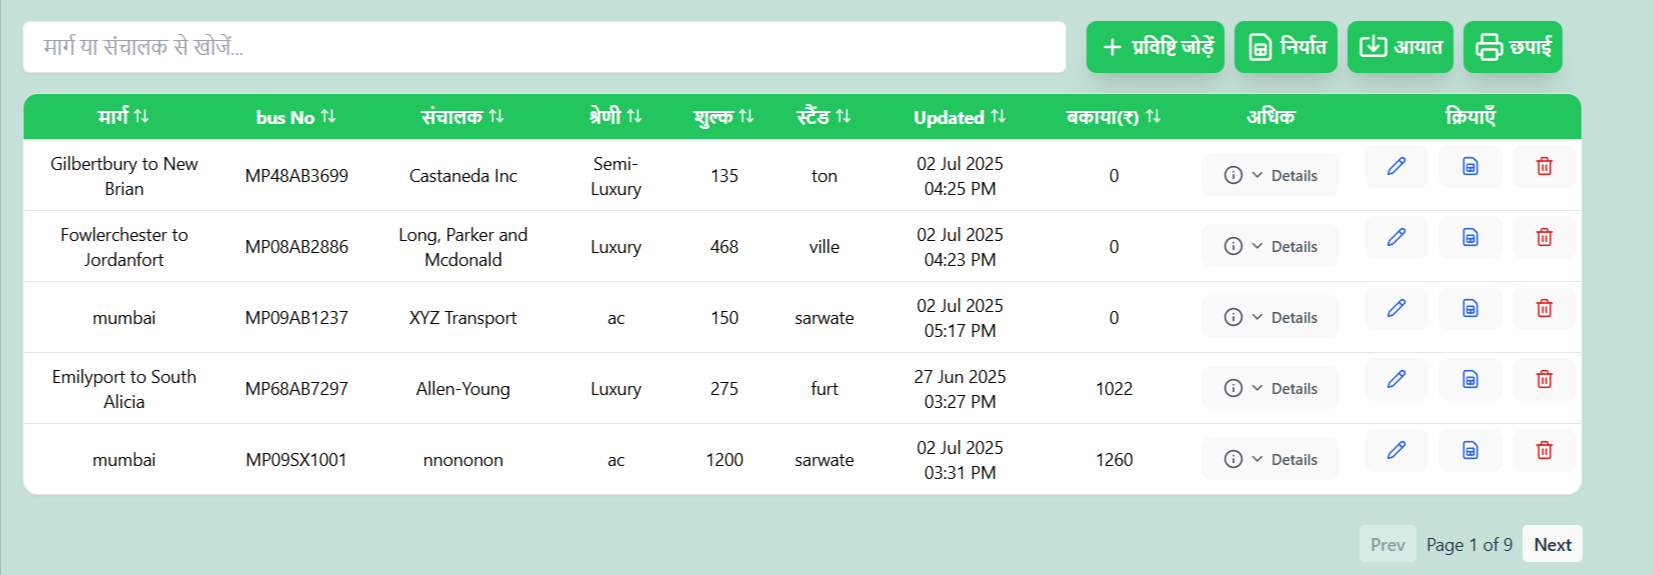 मार्ग या संचालक से खोजें...
प्रविष्टि जोड़ें निर्यात आयात छपाई
मार्ग bus No संचालक श्रेणी शुल्क स्टैंड Updated बकाया(₹) अधिक क्रियाएँ
Gilbertbury to New Brian MP48AB3699 Castaneda Inc Semi-Luxury 135 ton 02 Jul 2025 04:25 PM 0 Details
Fowlerchester to Jordanfort MP08AB2886 Long, Parker and Mcdonald Luxury 468 ville 02 Jul 2025 04:23 PM 0 Details
mumbai MP09AB1237 XYZ Transport ac 150 sarwate 02 Jul 2025 05:17 PM 0 Details
Emilyport to South Alicia MP68AB7297 Allen-Young Luxury 275 furt 27 Jun 2025 03:27 PM 1022 Details
mumbai MP09SX1001 nnononon ac 1200 sarwate 02 Jul 2025 03:31 PM 1260 Details
Prev Page 1 of 9 Next